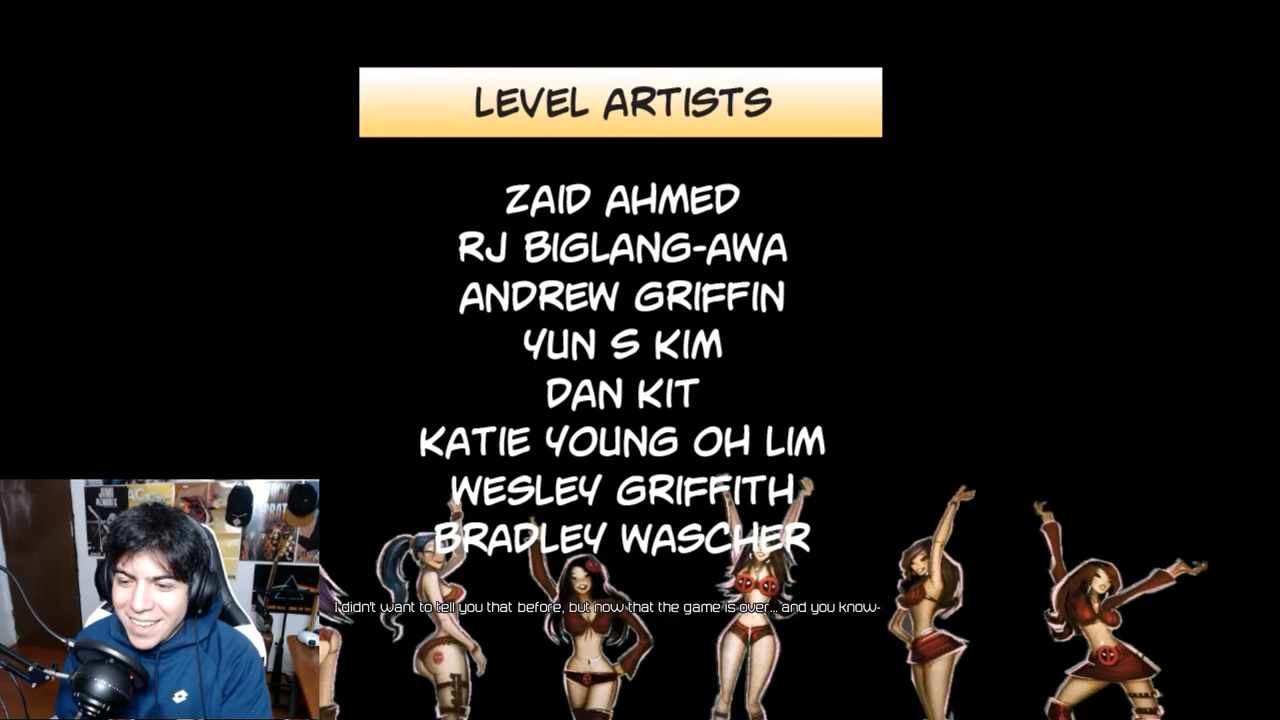 LEVEL ARTISTS
ZAID AHMED
RJ BIGLANG-AWA
ANDREW GRIFFIN
YUN S KIM
DAN KIT
KATIE YOUNG OH LIM
WESLEY GRIFFITH
BRADLEY WASCHER
I didn't want to tell you that before, but now that the game is over... and you know-